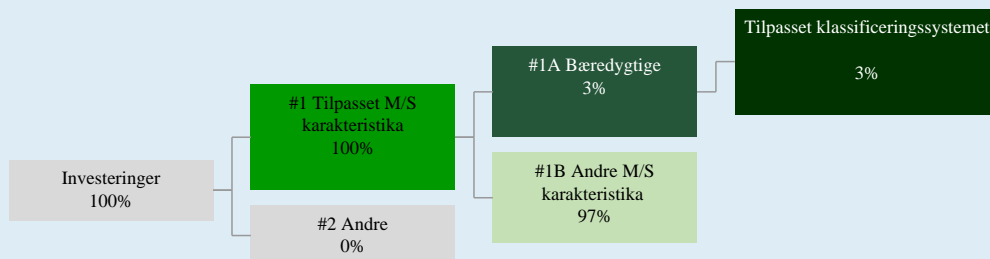 Investeringer
100%
#1 Tilpasset M/S
karakteristika
100%
#2 Andre
0%
#1A Bæredygtige
3%
#1B Andre M/S
karakteristika
97%
Tilpasset klassificeringssystemet
3%